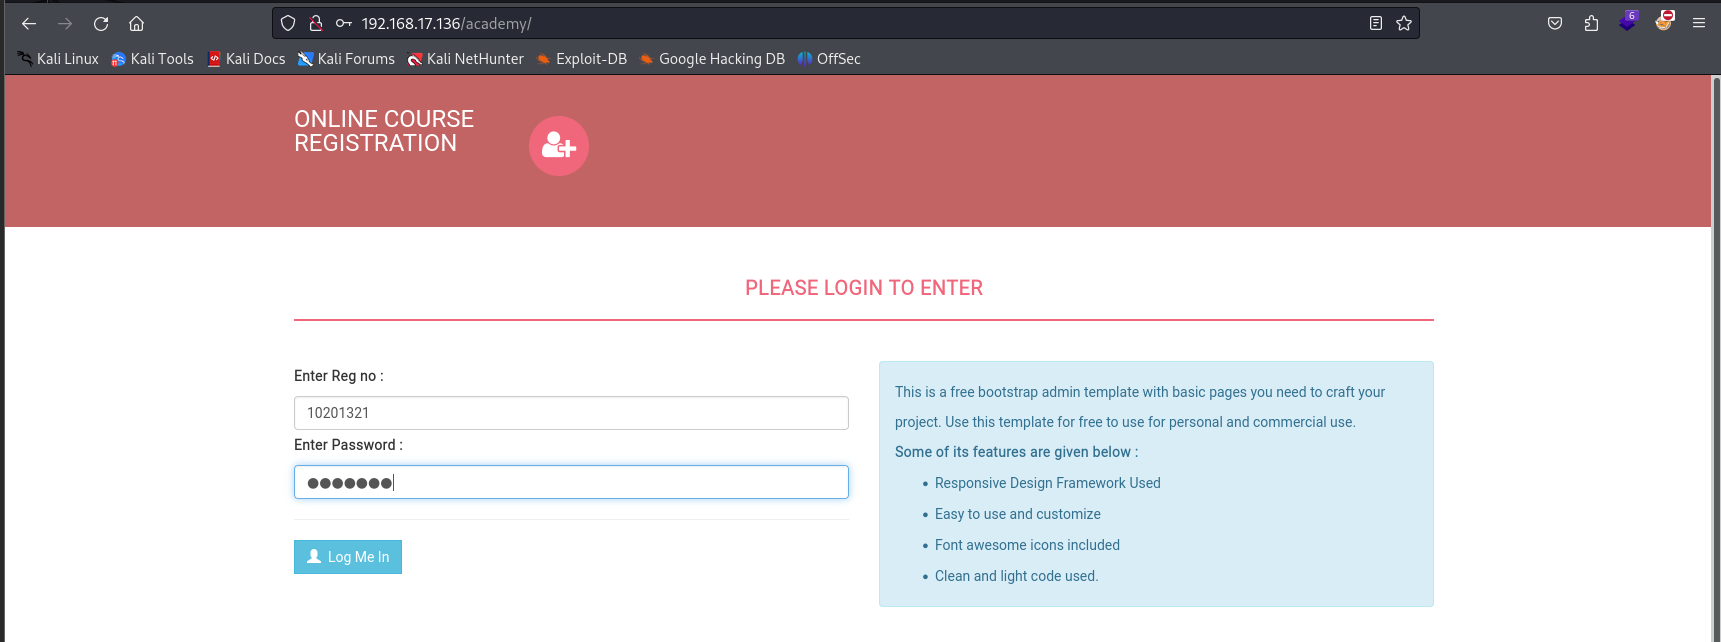 192.168.17.136/academy/
6
Kali Linux Kali Tools Kali Docs Kali Forums Kali NetHunter Exploit-DB Google Hacking DB OffSec
ONLINE COURSE
REGISTRATION
PLEASE LOGIN TO ENTER
Enter Reg no :
10201321
Enter Password :
Log Me In
This is a free bootstrap admin template with basic pages you need to craft your
project. Use this template for free to use for personal and commercial use.
Some of its features are given below :
Responsive Design Framework Used
Easy to use and customize
Font awesome icons included
Clean and light code used.